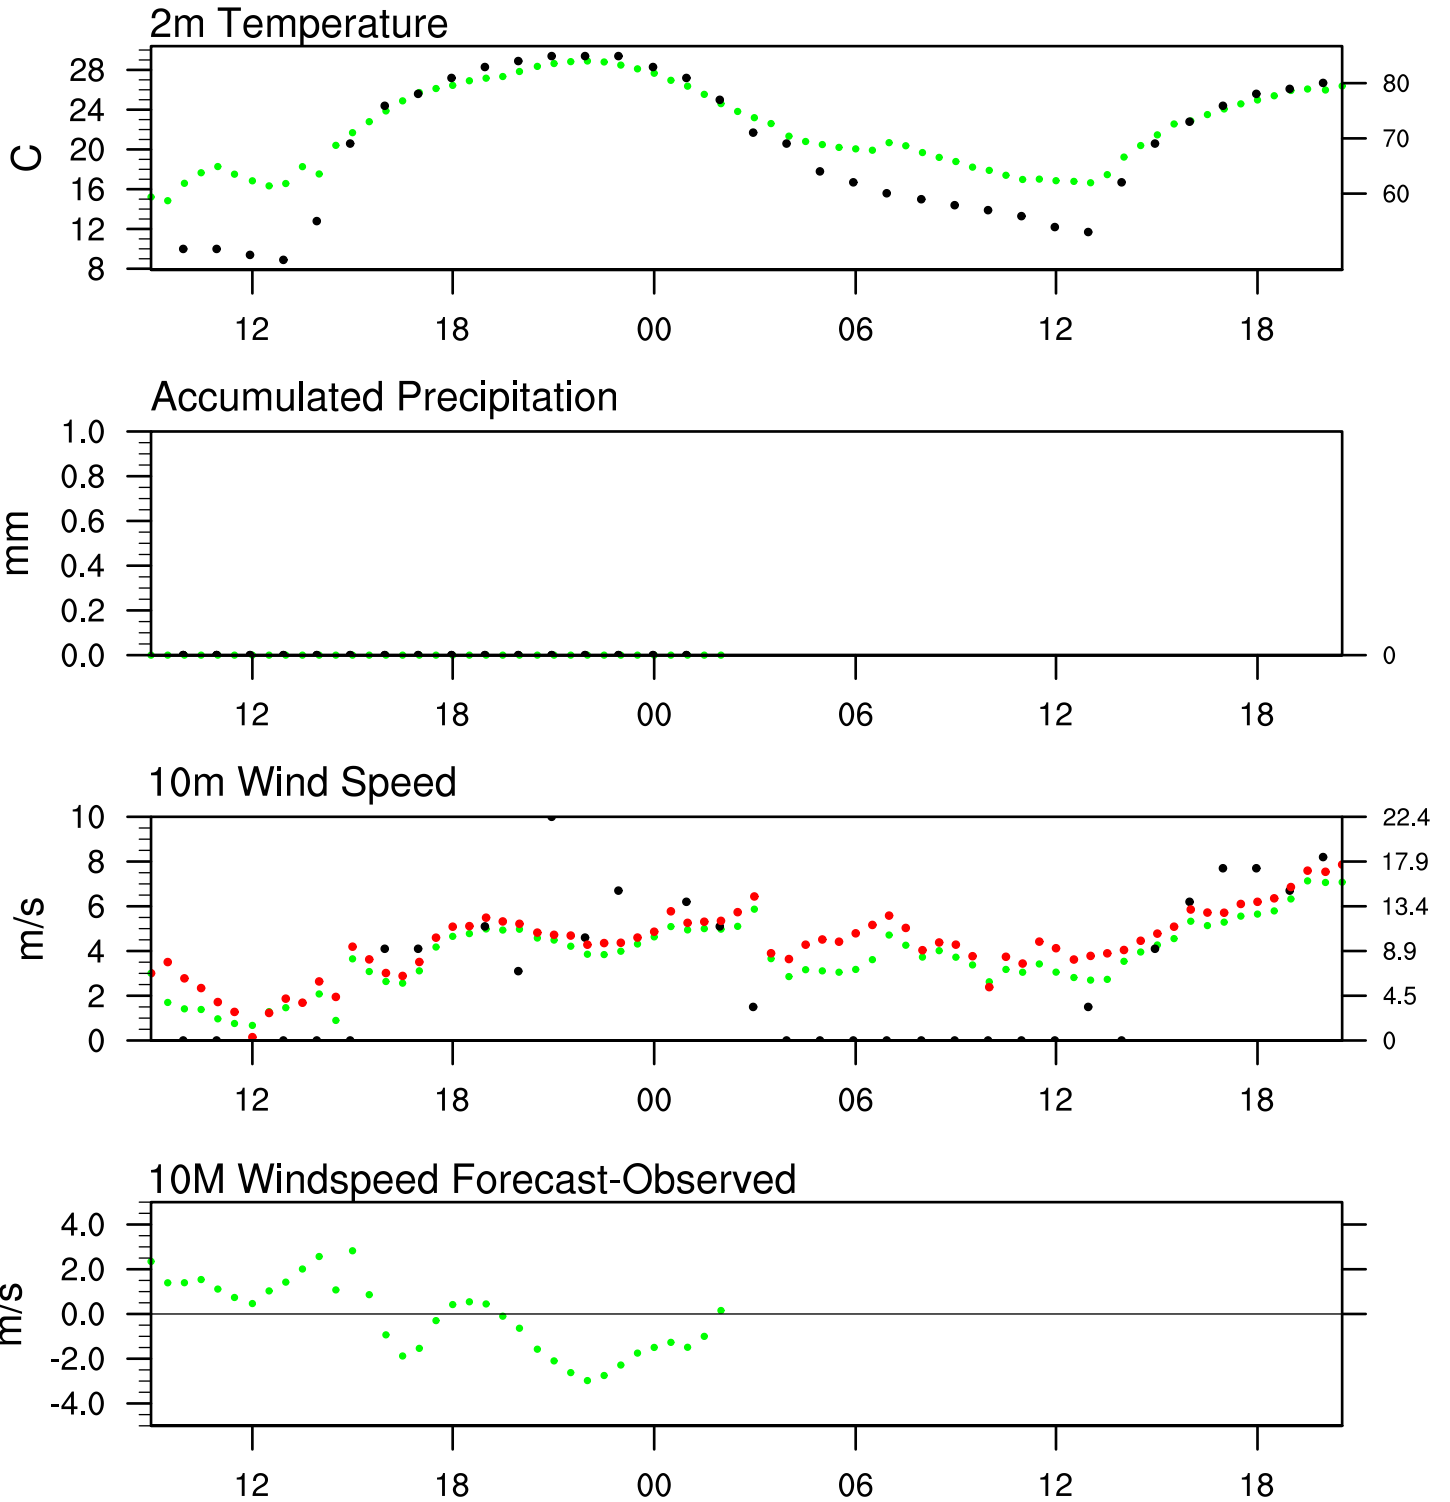 2m Temperature
28
24
20
16
12
8
C
80
70
60
12 18 00 06 12 18
Accumulated Precipitation
1.0
0.8
0.6
0.4
0.2
0.0
mm
0
12 18 00 06 12 18
10m Wind Speed
10
8
6
4
2
0
m/s
22.4
17.9
13.4
8.9
4.5
0
12 18 00 06 12 18
10M Windspeed Forecast-Observed
4.0
2.0
0.0
-2.0
-4.0
m/s
12 18 00 06 12 18